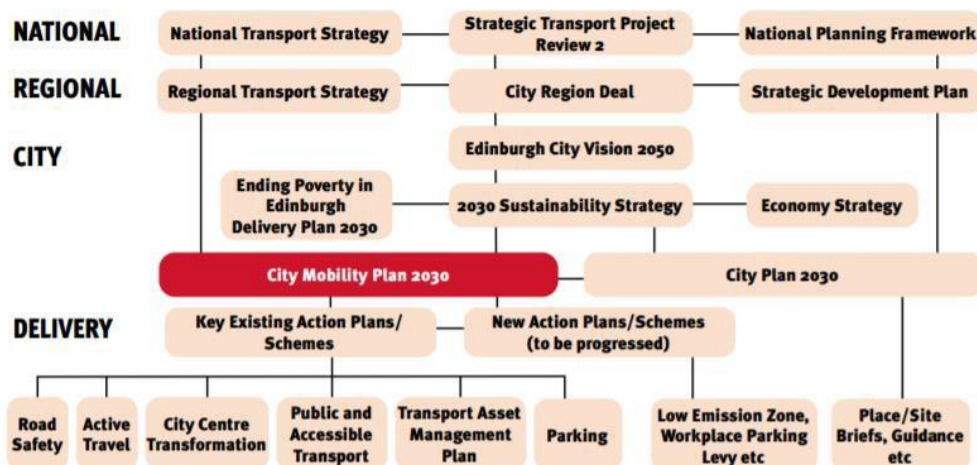 NATIONAL
National Transport Strategy
Strategic Transport Project
Review 2
National Planning Framework
REGIONAL
Regional Transport Strategy
City Region Deal
Strategic Development Plan
CITY
Edinburgh City Vision 2050
Ending Poverty in
Edinburgh
Delivery Plan 2030
2030 Sustainability Strategy
Economy Strategy
City Mobility Plan 2030
City Plan 2030
DELIVERY
Key Existing Action Plans/
Schemes
New Action Plans/Schemes
(to be progressed)
Road
Safety
Active
Travel
City Centre
Transformation
Public and
Accessible
Transport
Transport Asset
Management
Plan
Parking
Low Emission Zone,
Workplace Parking
Levy etc
Place/Site
Briefs, Guidance
etc